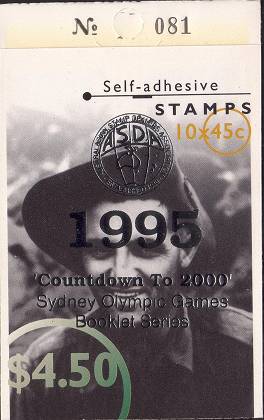 No 081
Self-adhesive
STAMPS
10x45c
ASDA
1995
'Countdown To 2000'
Sydney Olympic Games
Booklet Series
$4.50